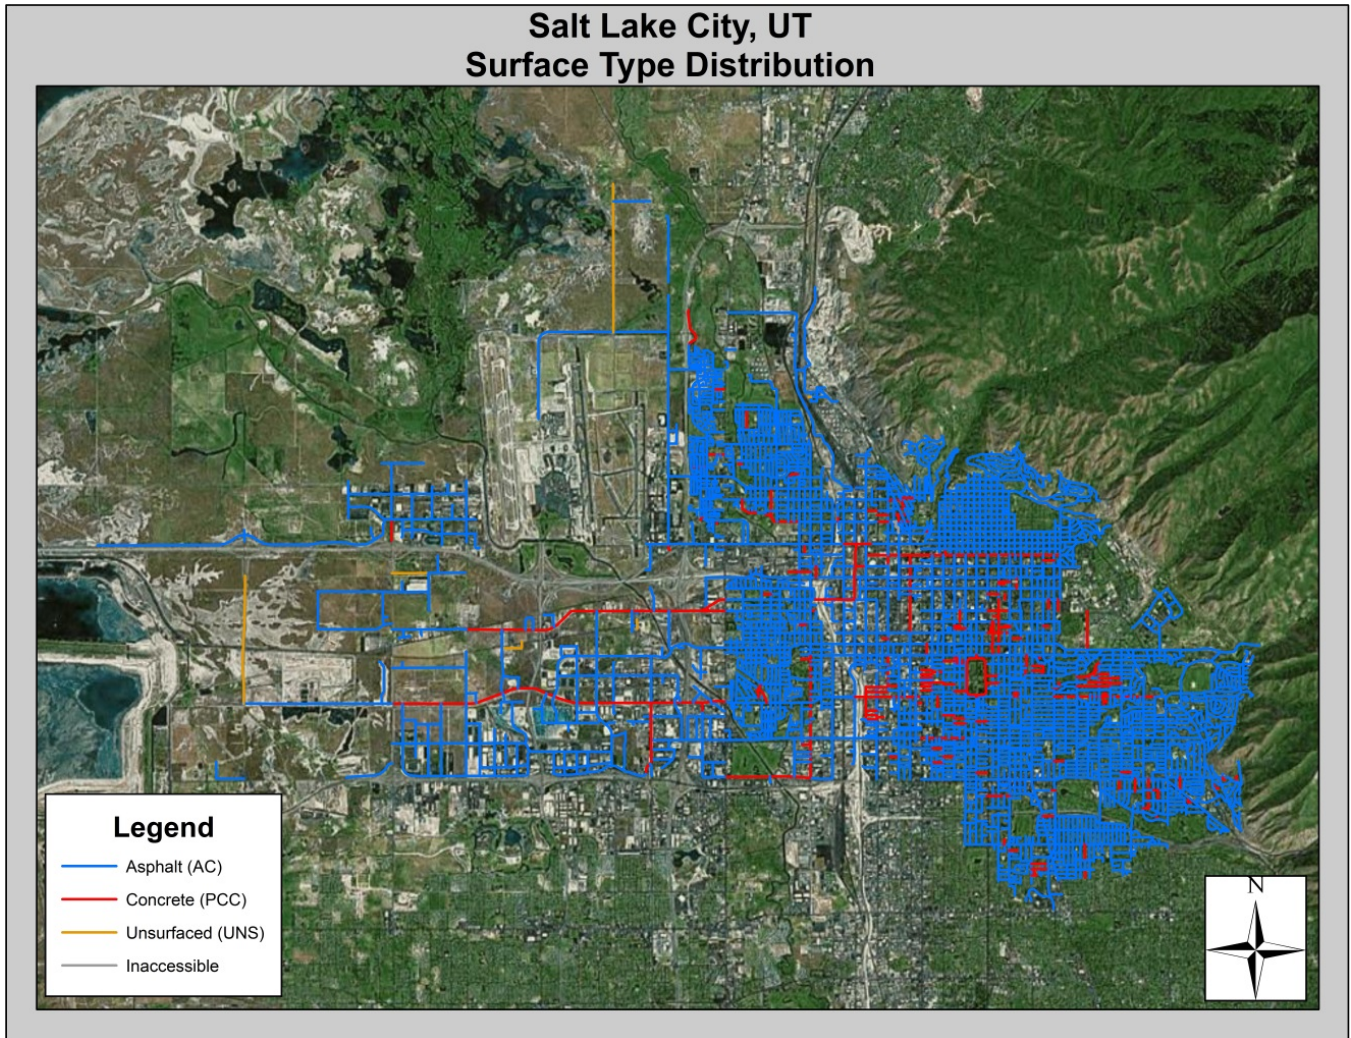 Salt Lake City, UT
Surface Type Distribution
Legend
Asphalt (AC)
Concrete (PCC)
Unsurfaced (UNS)
Inaccessible
N